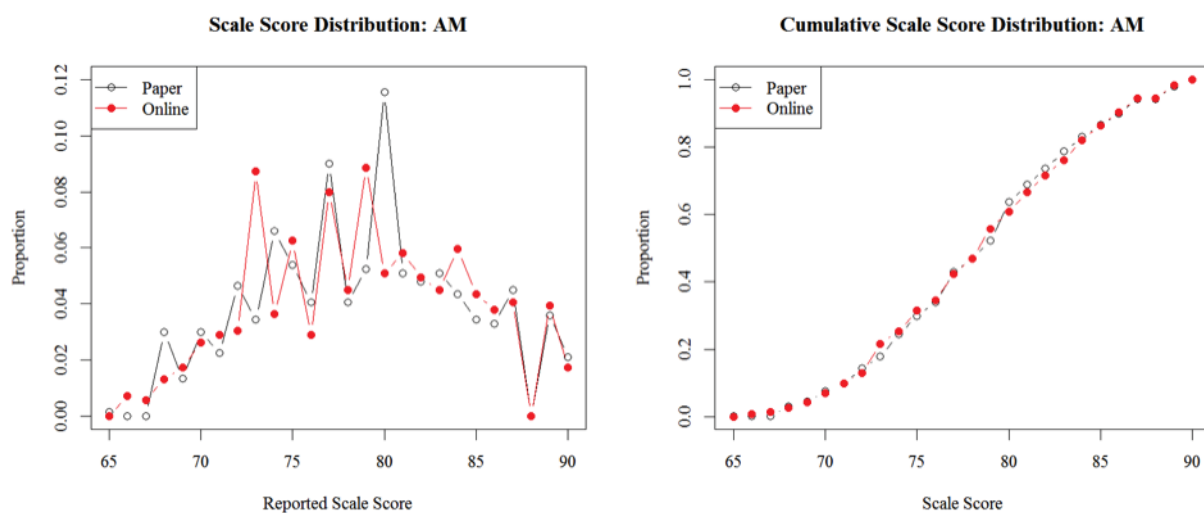 Scale Score Distribution: AM
Paper
Online
Proportion
0.00
0.02
0.04
0.06
0.08
0.10
0.12
65
70
75
80
85
90
Reported Scale Score
Cumulative Scale Score Distribution: AM
Paper
Online
Proportion
0.0
0.2
0.4
0.6
0.8
1.0
65
70
75
80
85
90
Scale Score